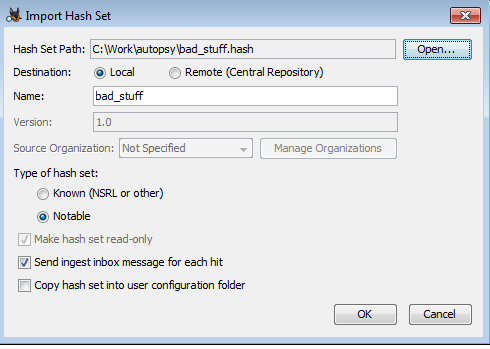 Import Hash Set
Hash Set Path: C:\Work\autopsy\bad_stuff.hash Open...
Destination: Local Remote (Central Repository)
Name: bad_stuff
Version: 1.0
Source Organization: Not Specified Manage Organizations
Type of hash set:
Known (NSRL or other)
Notable
Make hash set read-only
Send ingest inbox message for each hit
Copy hash set into user configuration folder
OK Cancel